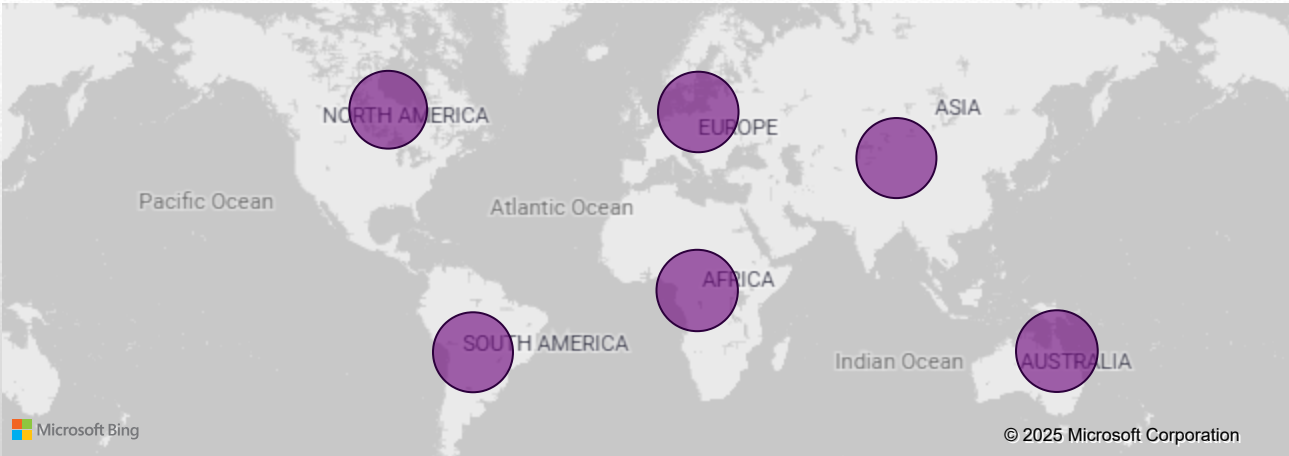 NORTH AMERICA
ASIA
EUROPE
Pacific Ocean
Atlantic Ocean
AFRICA
SOUTH AMERICA
Indian Ocean
AUSTRALIA
Microsoft Bing
© 2025 Microsoft Corporation